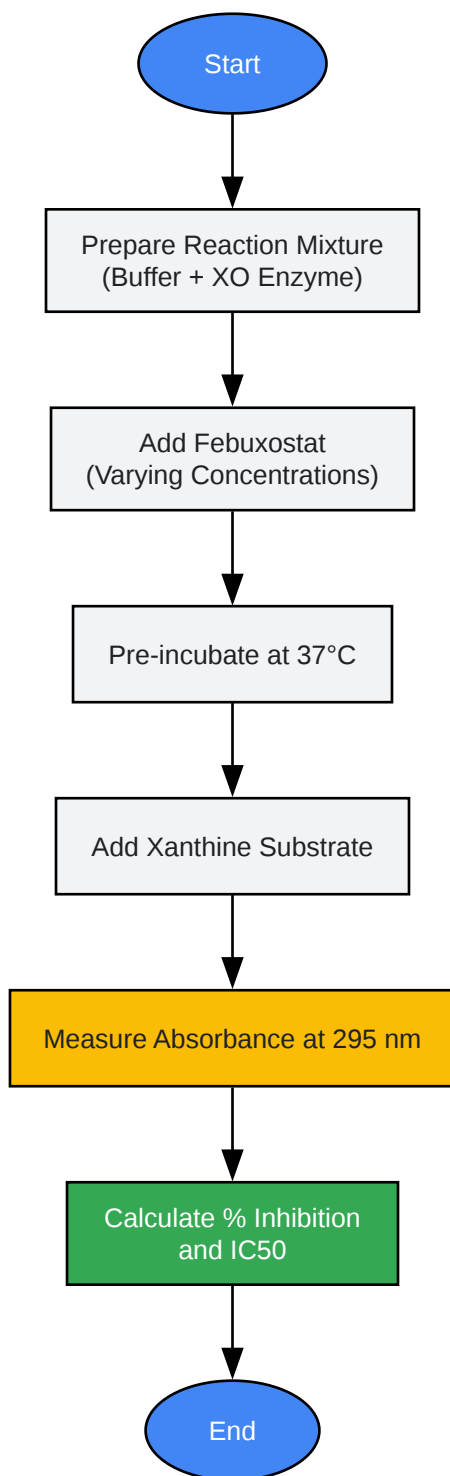 Start
Prepare Reaction Mixture
(Buffer + XO Enzyme)
Add Febuxostat
(Varying Concentrations)
Pre-incubate at 37°C
Add Xanthine Substrate
Measure Absorbance at 295 nm
Calculate % Inhibition
and IC50
End